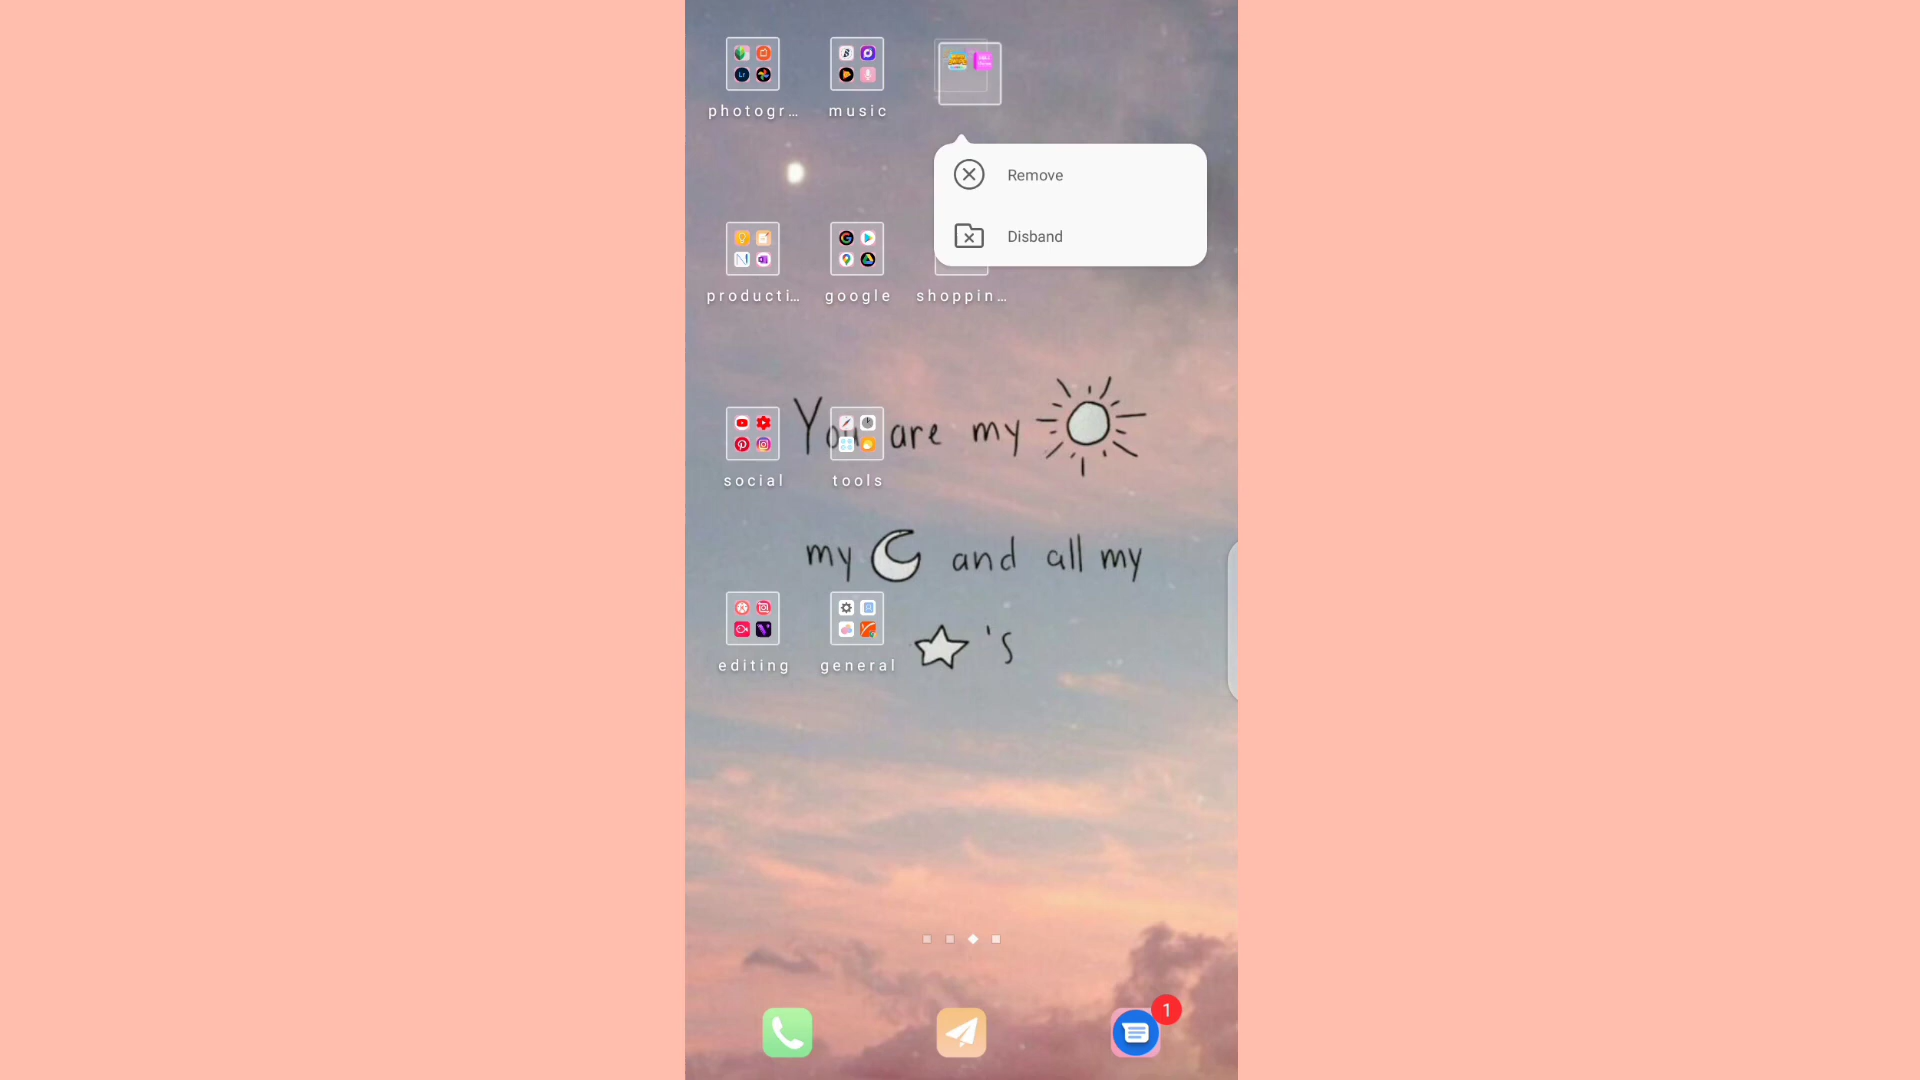 photogr…
music
Remove
Disband
producti…
google
shoppin…
You are my
social
tools
my and all my
's
editing
general
1